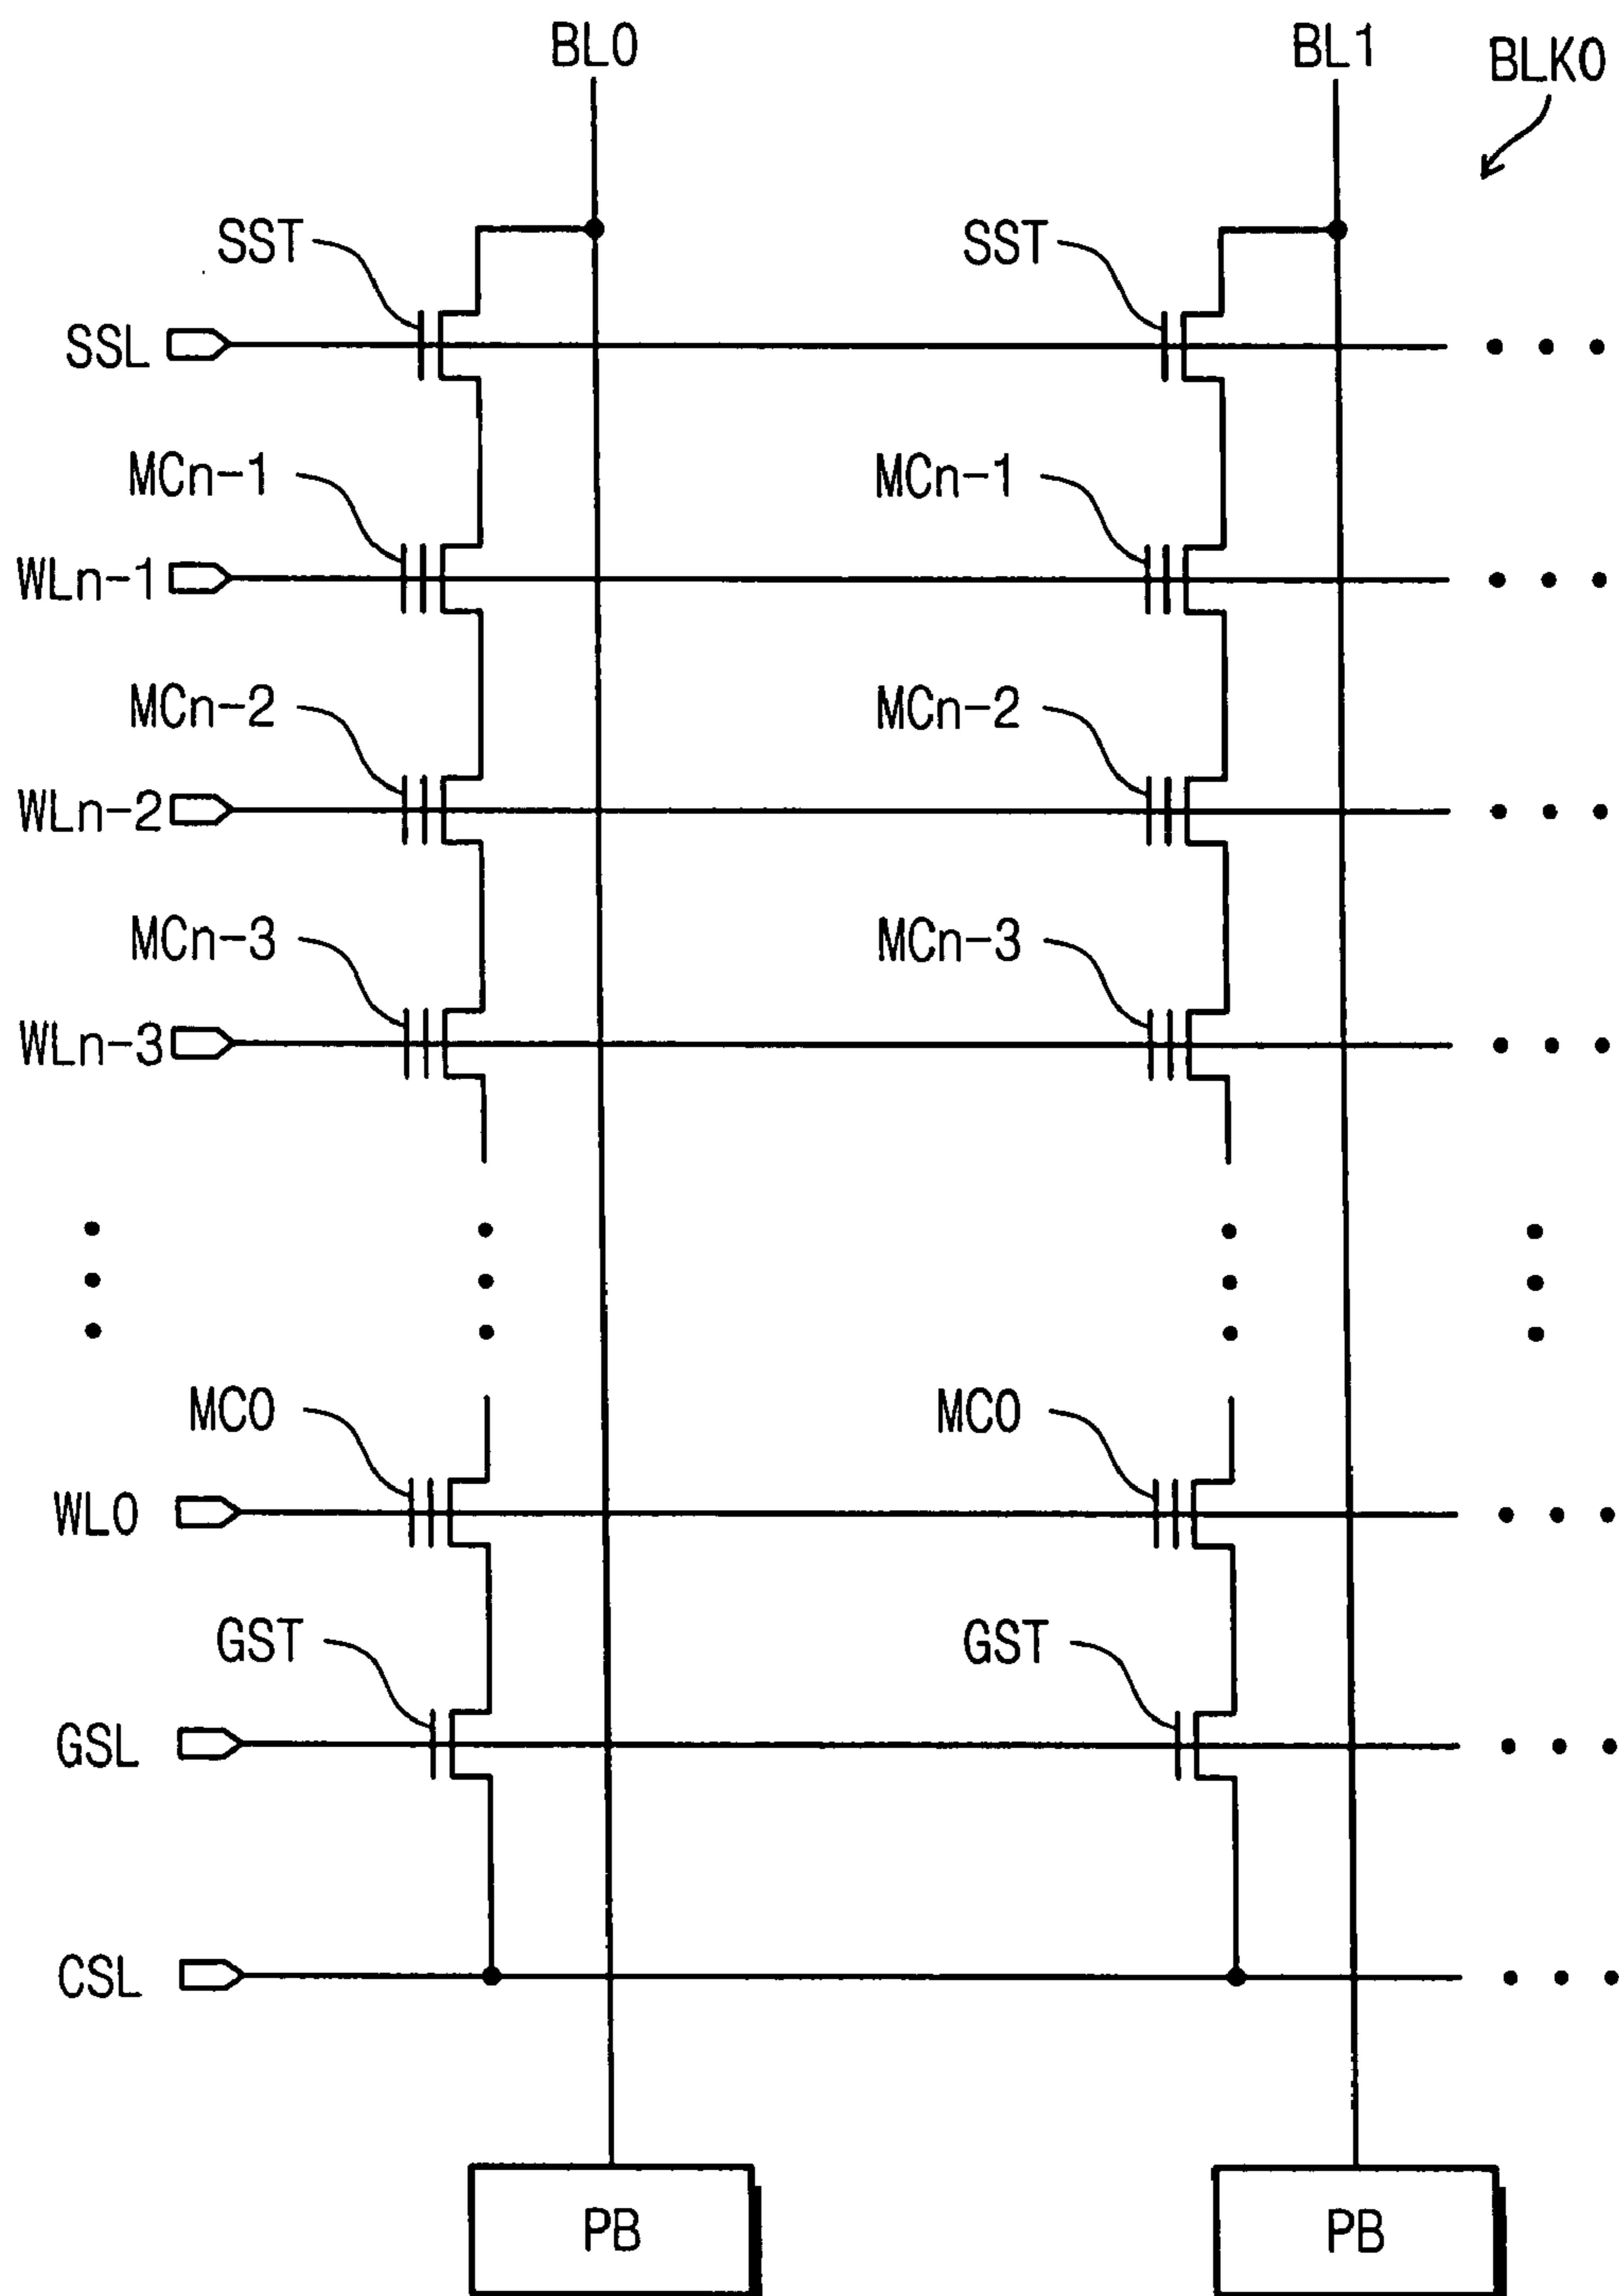 BL0 BL1 BLK0
SST SST
SSL
MCn-1 MCn-1
WLn-1
MCn-2 MCn-2
WLn-2
MCn-3 MCn-3
WLn-3
MC0 MC0
WL0
GST GST
GSL
CSL
PB PB